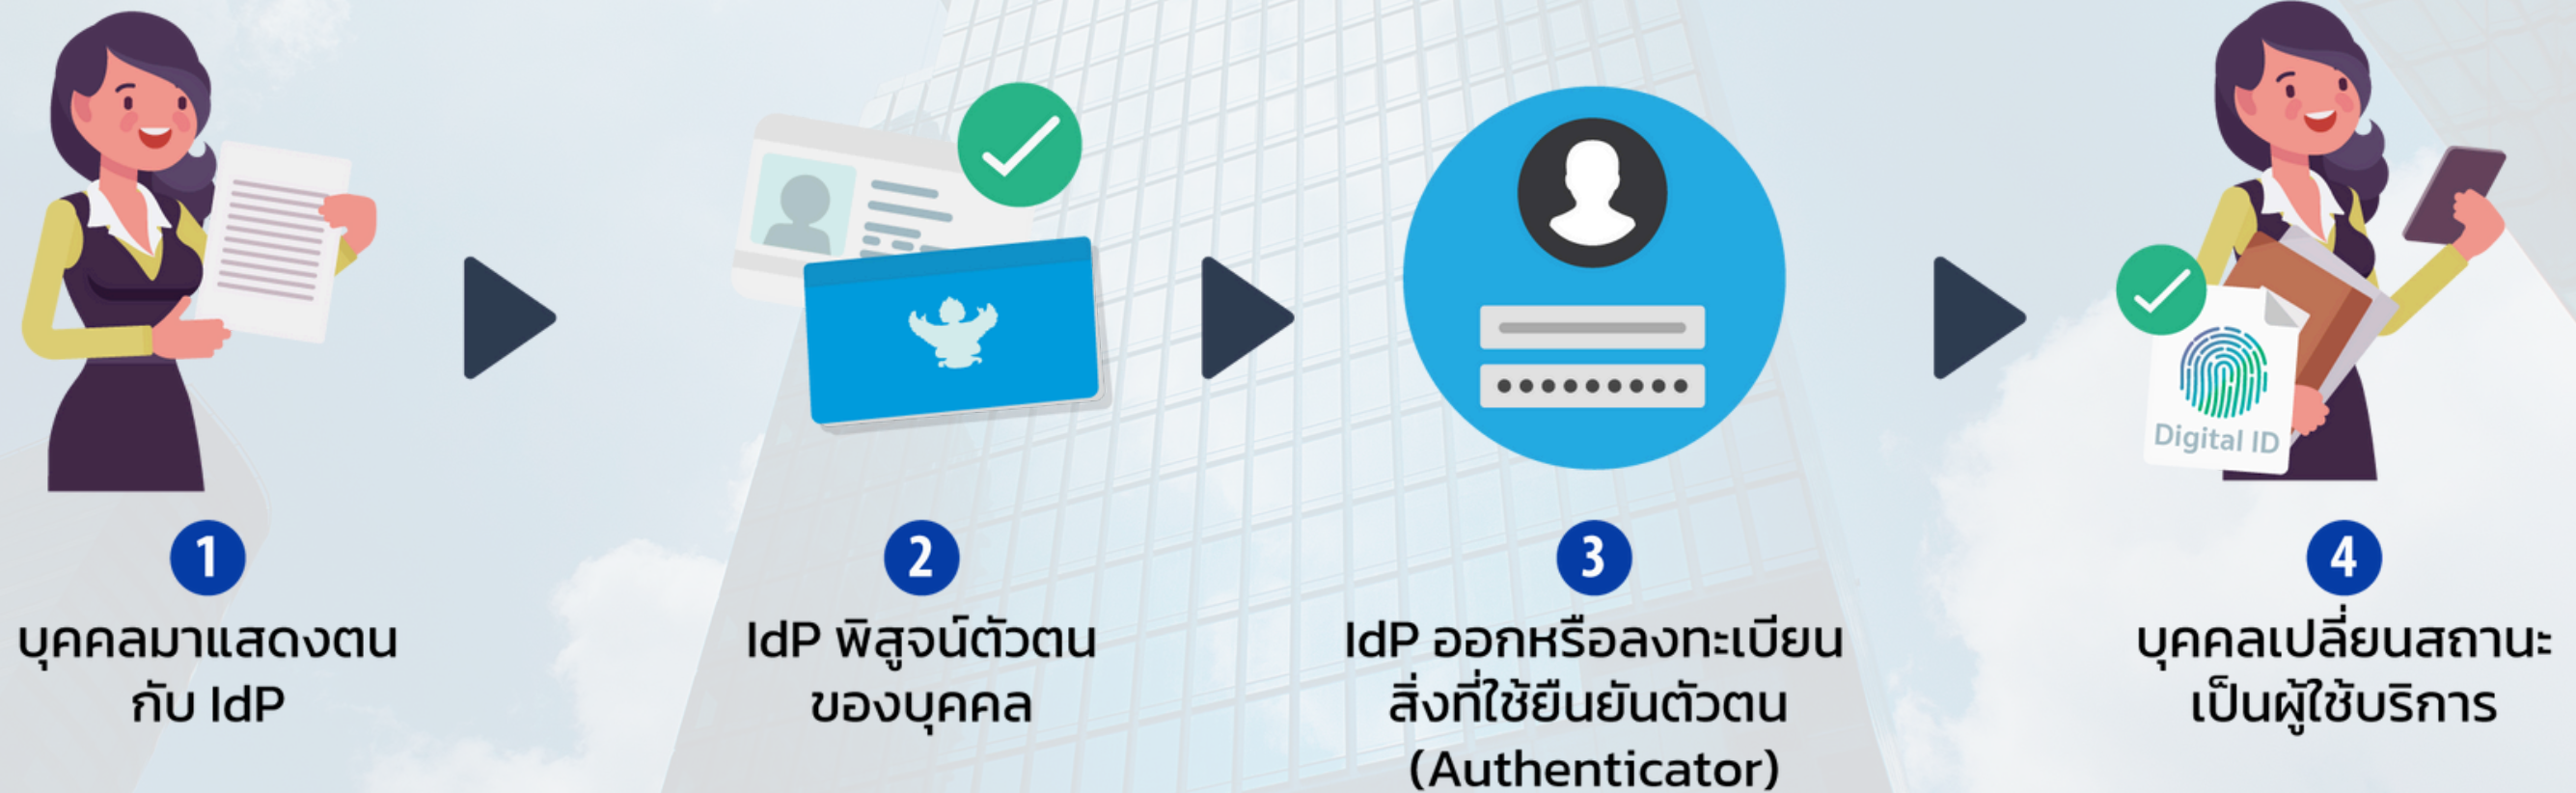 Digital ID
1
บุคคลมาแสดงตน
กับ IdP
2
IdP พิสูจน์ตัวตน
ของบุคคล
3
IdP ออกหรือลงทะเบียน
สิ่งที่ใช้ยืนยันตัวตน
(Authenticator)
4
บุคคลเปลี่ยนสถานะ
เป็นผู้ใช้บริการ